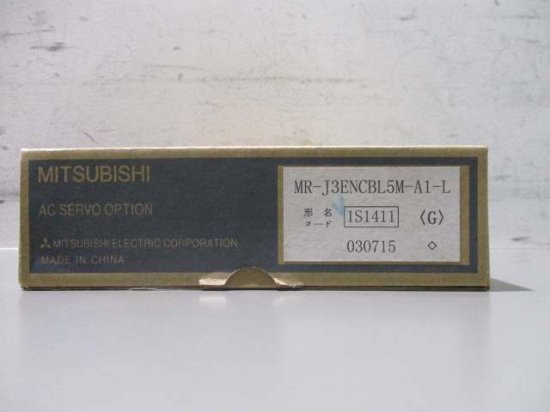 MITSUBISHI
AC SERVO OPTION
MITSUBISHI ELECTRIC CORPORATION
MADE IN CHINA
MR-J3ENCBL5M-A1-L
形名
コード
1S1411
〈G〉
030715
◇